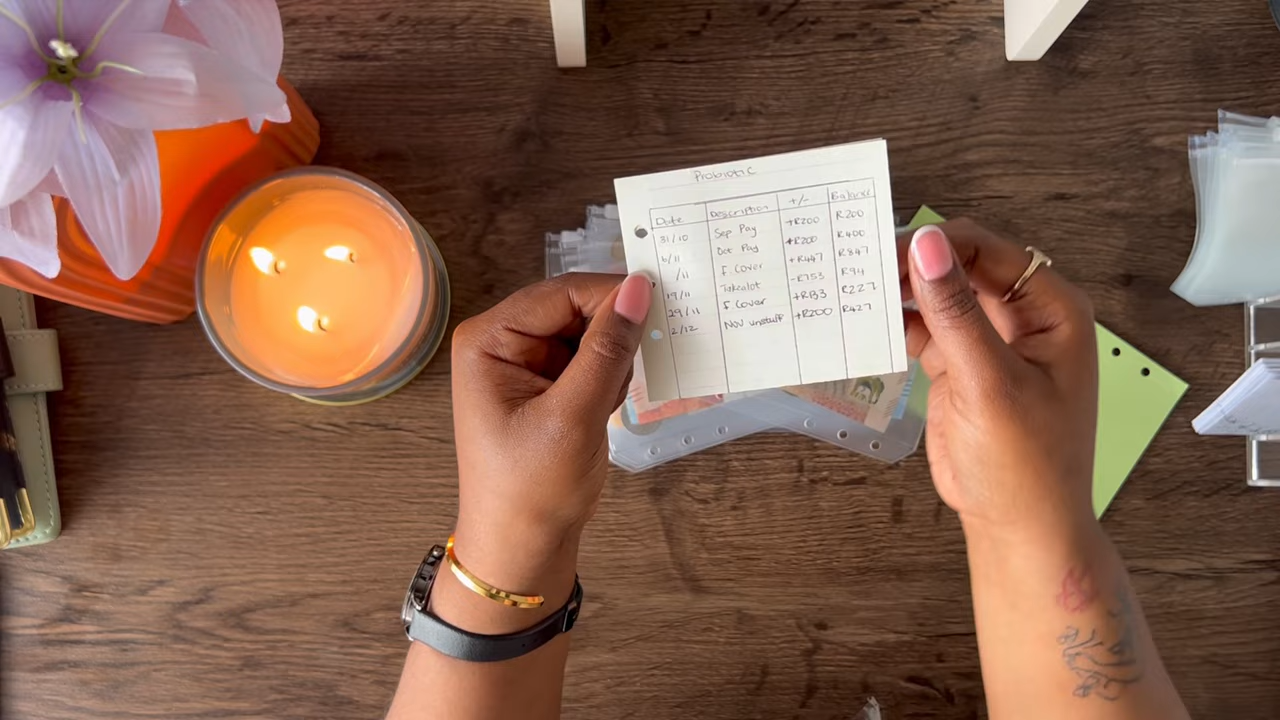 Probiotic
Date Description +/- Balance
31/10 Sep Pay +R200 R200
6/11 Oct Pay +R200 R400
/11 F. Cover +R447 R847
19/11 Takealot -R753 R94
29/11 F Cover +R133 R227
2/12 Nov unstuff +R200 R427